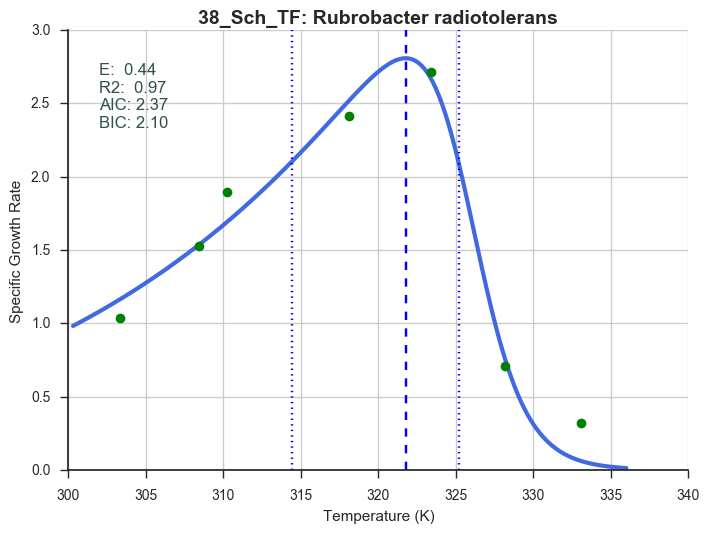 38_Sch_TF: Rubrobacter radiotolerans
E: 0.44
R2: 0.97
AIC: 2.37
BIC: 2.10
Specific Growth Rate
3.0
2.5
2.0
1.5
1.0
0.5
0.0
300 305 310 315 320 325 330 335 340
Temperature (K)